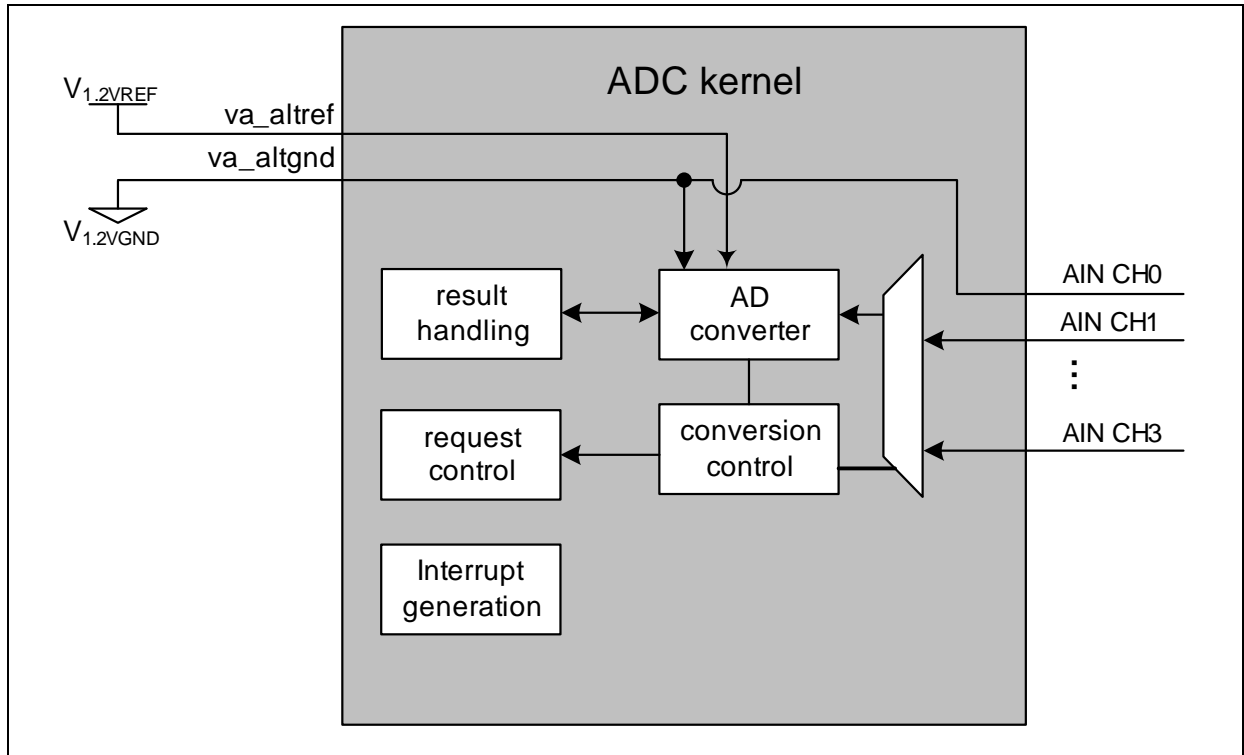 ADC kernel
V1.2VREF
va_altref
va_altgnd
V1.2VGND
AIN CH0
result
handling
AD
converter
AIN CH1
⋮
AIN CH3
request
control
conversion
control
Interrupt
generation